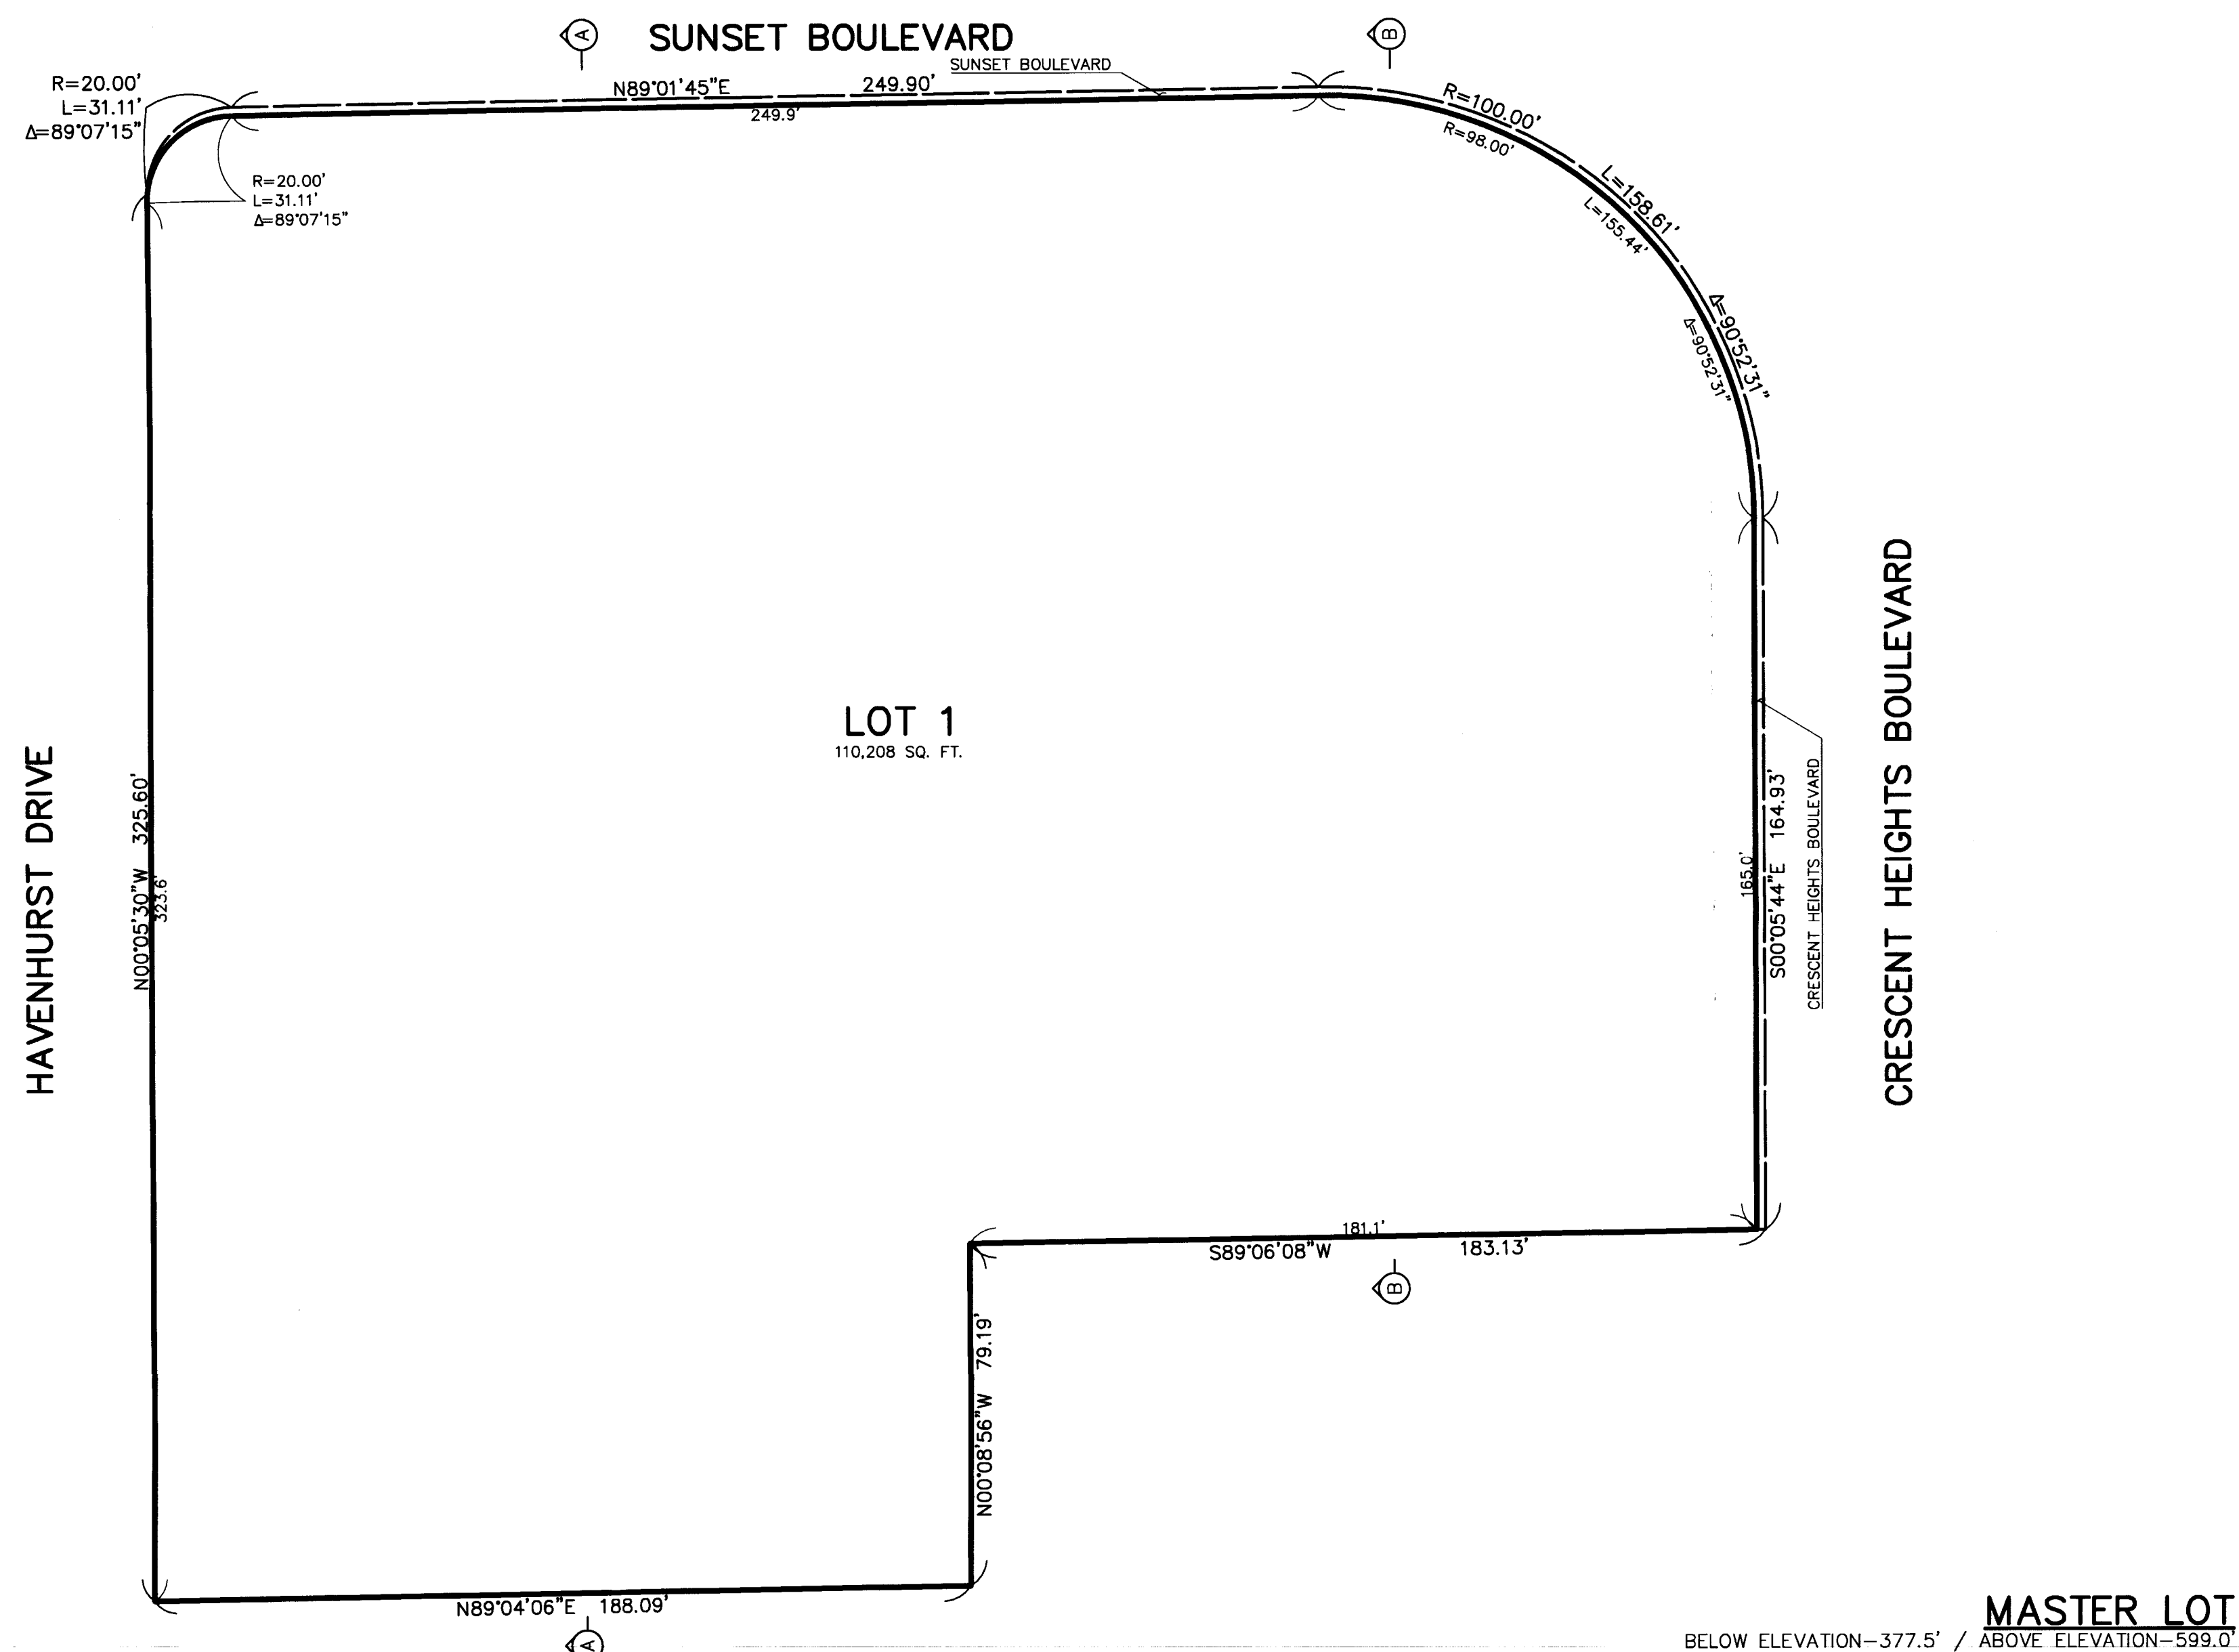 A
SUNSET BOULEVARD
B
SUNSET BOULEVARD
R=20.00'
L=31.11'
Δ=89°07'15"
N89°01'45"E 249.90'
249.9'
R=100.00'
R=98.00'
L=158.61'
L=155.44'
Δ=90°52'31"
Δ=90°52'31"
R=20.00'
L=31.11'
Δ=89°07'15"
LOT 1
110,208 SQ. FT.
HAVENHURST DRIVE
N00°05'30"W 325.60'
323.6'
165.0'
S00°05'44"E 164.93'
CRESCENT HEIGHTS BOULEVARD
CRESCENT HEIGHTS BOULEVARD
181.1'
S89°06'08"W 183.13'
B
N00°08'56"W 79.19'
N89°04'06"E 188.09'
A
MASTER LOT
BELOW ELEVATION-377.5' / ABOVE ELEVATION-599.0'